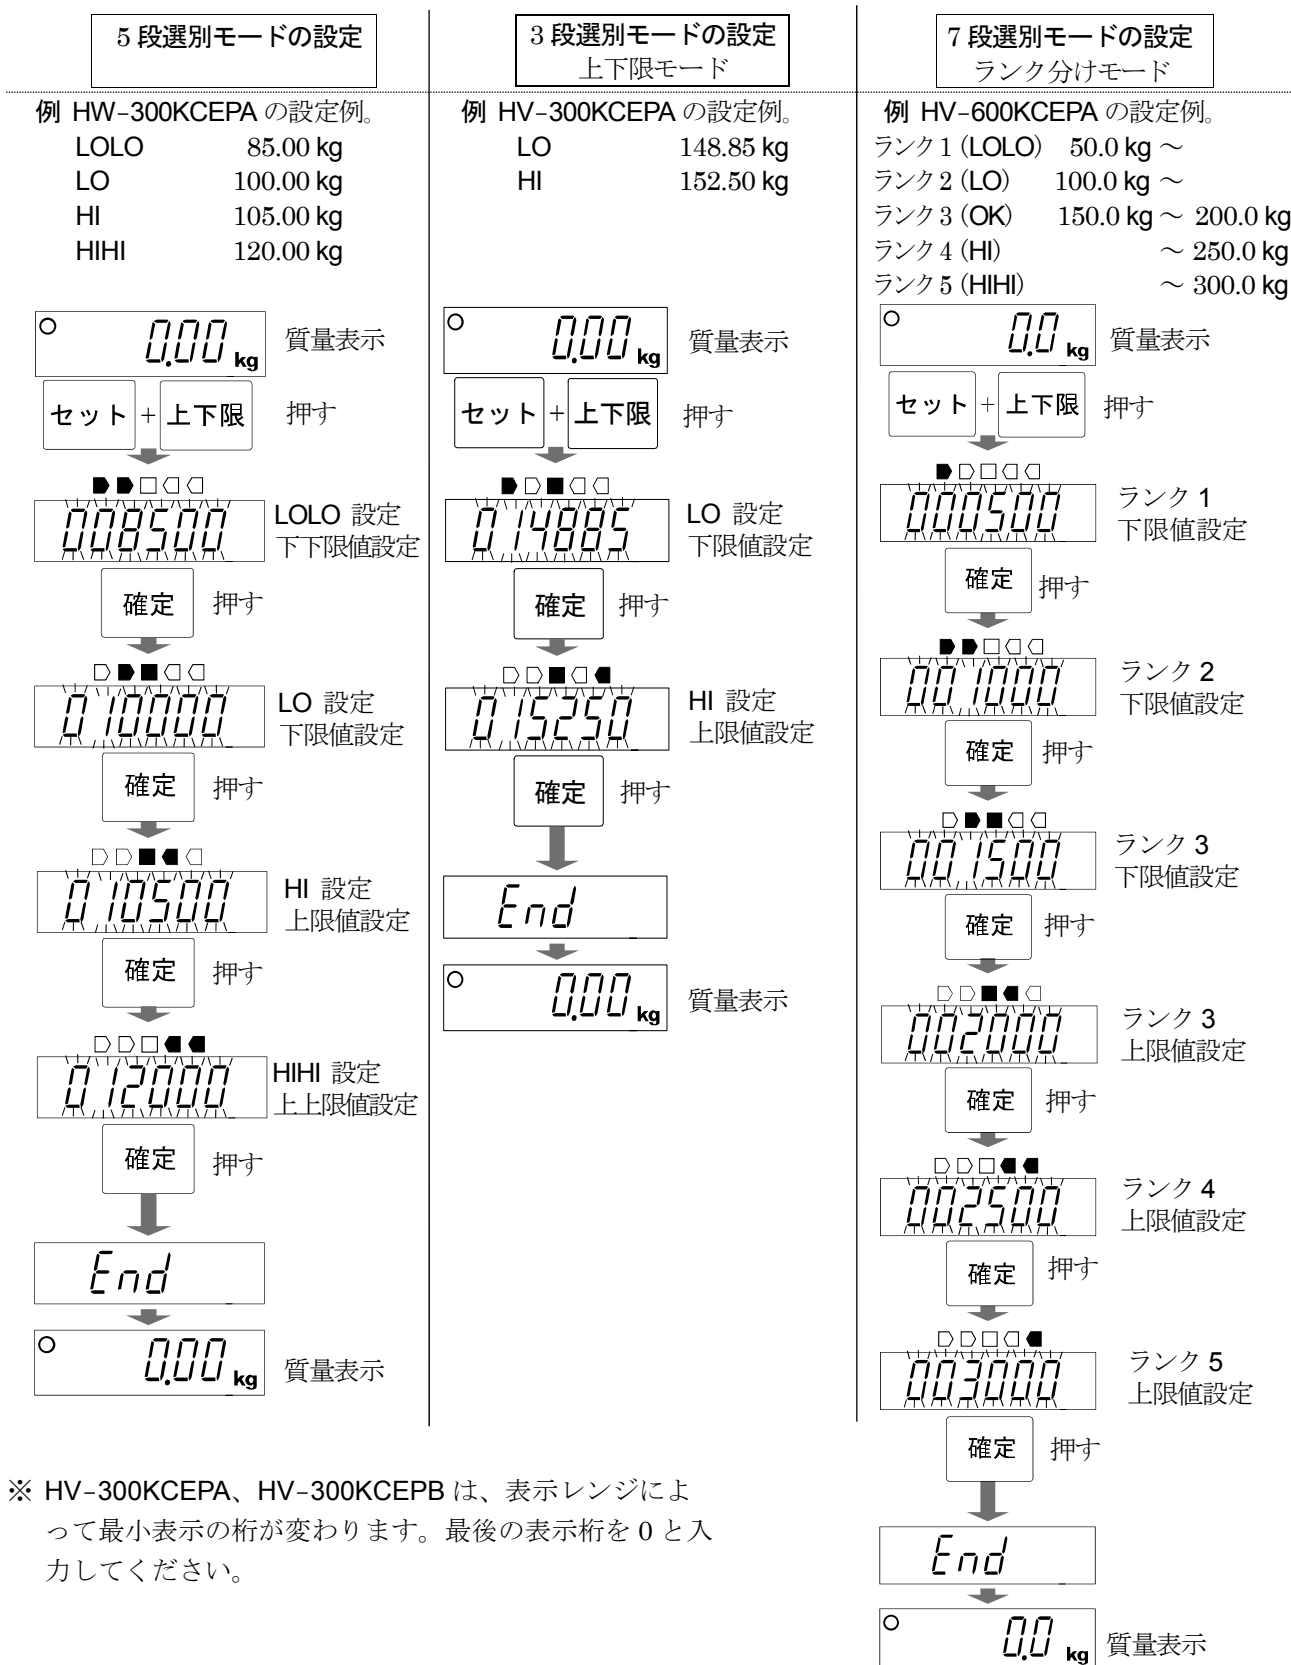 5 段選別モードの設定
例 HW-300KCEPA の設定例。
LOLO 85.00 kg
LO 100.00 kg
HI 105.00 kg
HIHI 120.00 kg
0.00 kg 質量表示
セット + 上下限 押す
008500 LOLO 設定
下下限値設定
確定 押す
010000 LO 設定
下限値設定
確定 押す
010500 HI 設定
上限値設定
確定 押す
012000 HIHI 設定
上上限値設定
確定 押す
End
0.00 kg 質量表示
3 段選別モードの設定
上下限モード
例 HV-300KCEPA の設定例。
LO 148.85 kg
HI 152.50 kg
0.00 kg 質量表示
セット + 上下限 押す
014885 LO 設定
下限値設定
確定 押す
015250 HI 設定
上限値設定
確定 押す
End
0.00 kg 質量表示
7 段選別モードの設定
ランク分けモード
例 HV-600KCEPA の設定例。
ランク 1 (LOLO) 50.0 kg ～
ランク 2 (LO) 100.0 kg ～
ランク 3 (OK) 150.0 kg ～ 200.0 kg
ランク 4 (HI) ～ 250.0 kg
ランク 5 (HIHI) ～ 300.0 kg
0.0 kg 質量表示
セット + 上下限 押す
000500 ランク 1
下限値設定
確定 押す
001000 ランク 2
下限値設定
確定 押す
001500 ランク 3
下限値設定
確定 押す
002000 ランク 3
上限値設定
確定 押す
002500 ランク 4
上限値設定
確定 押す
003000 ランク 5
上限値設定
確定 押す
End
0.0 kg 質量表示
※ HV-300KCEPA、HV-300KCEPB は、表示レンジによ
って最小表示の桁が変わります。最後の表示桁を 0 と入
力してください。